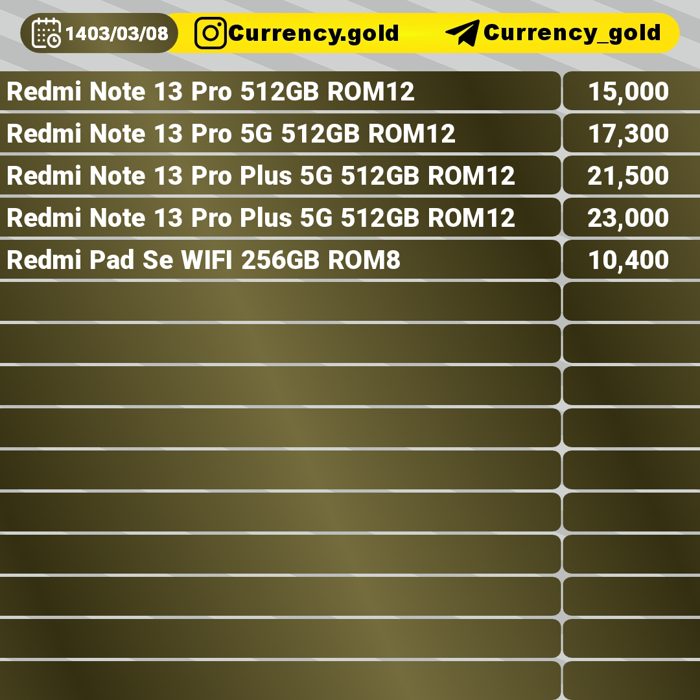 1403/03/08 Currency.gold Currency_gold
Redmi Note 13 Pro 512GB ROM12 15,000
Redmi Note 13 Pro 5G 512GB ROM12 17,300
Redmi Note 13 Pro Plus 5G 512GB ROM12 21,500
Redmi Note 13 Pro Plus 5G 512GB ROM12 23,000
Redmi Pad Se WIFI 256GB ROM8 10,400